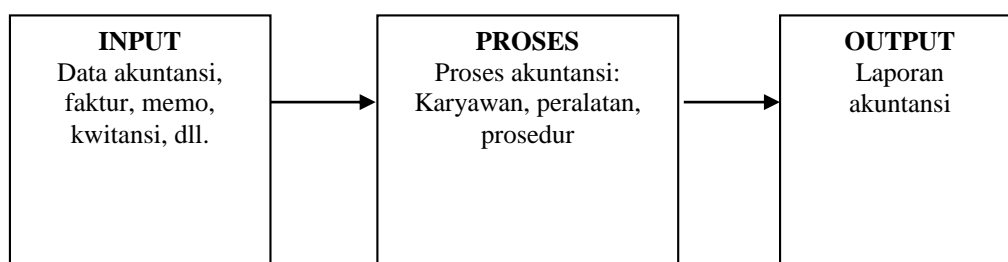 INPUT
Data akuntansi,
faktur, memo,
kwitansi, dll.
PROSES
Proses akuntansi:
Karyawan, peralatan,
prosedur
OUTPUT
Laporan
akuntansi